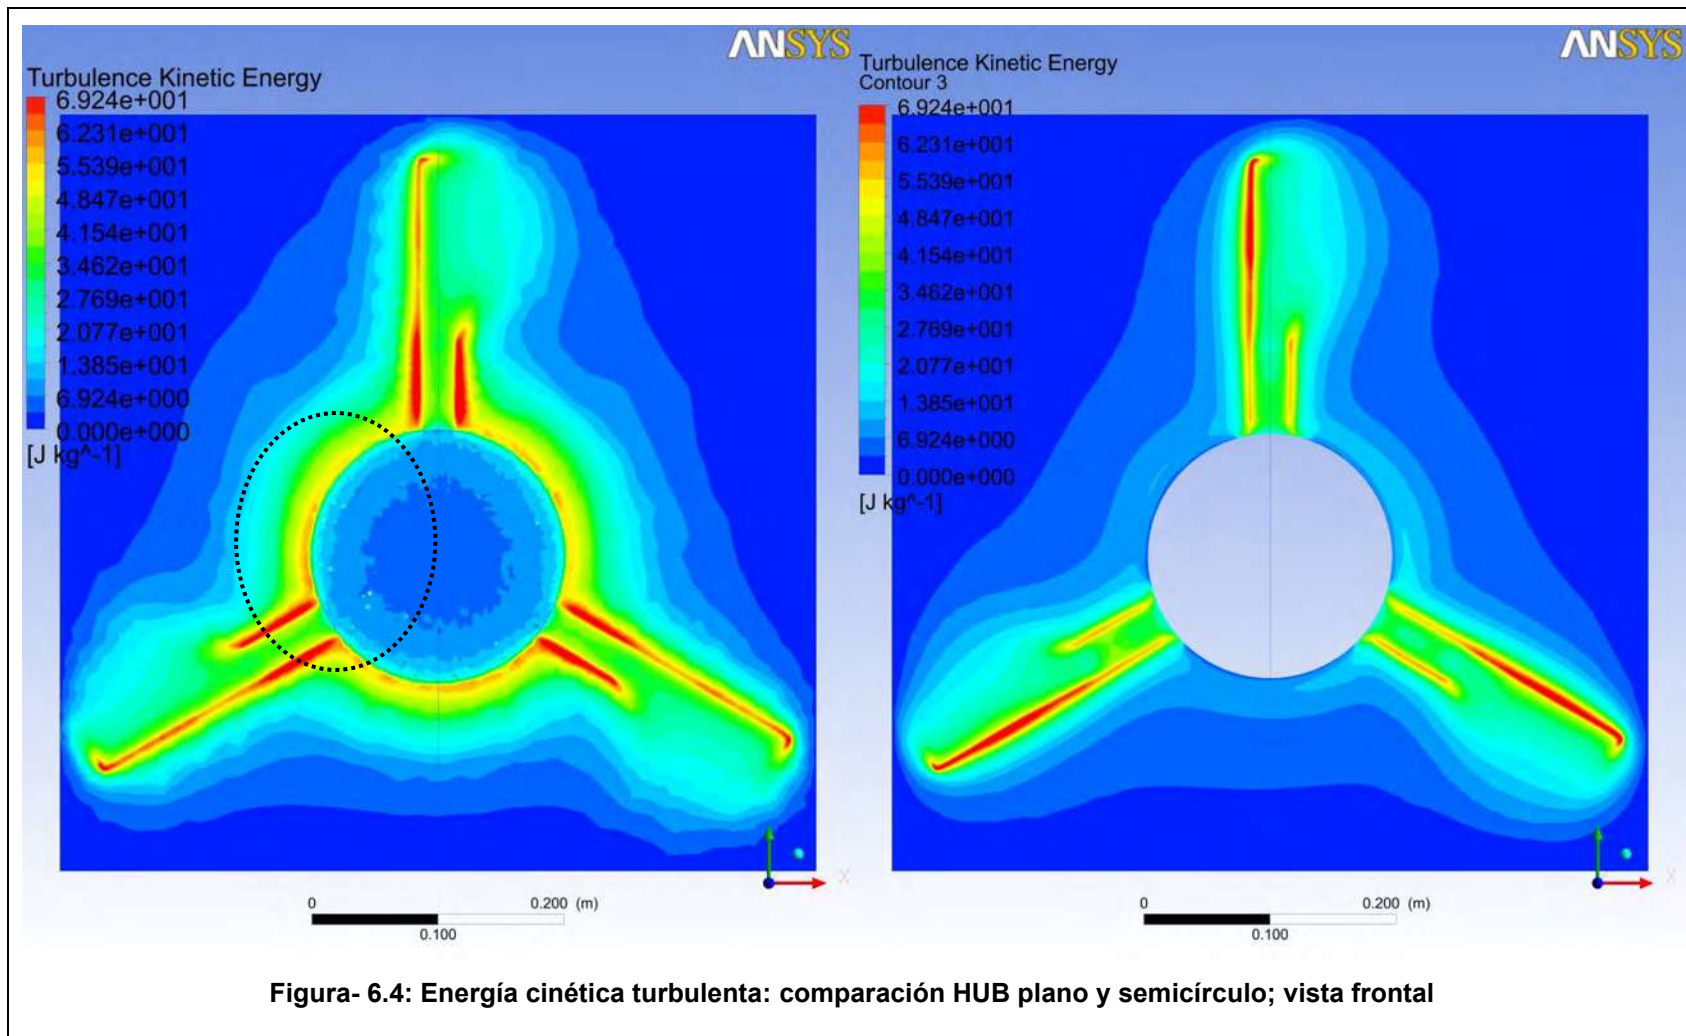 ANSYS
Turbulence Kinetic Energy
6.924e+001
6.231e+001
5.539e+001
4.847e+001
4.154e+001
3.462e+001
2.769e+001
2.077e+001
1.385e+001
6.924e+000
0.000e+000
[J kg^-1]
0
0.200 (m)
0.100
ANSYS
Turbulence Kinetic Energy
Contour 3
6.924e+001
6.231e+001
5.539e+001
4.847e+001
4.154e+001
3.462e+001
2.769e+001
2.077e+001
1.385e+001
6.924e+000
0.000e+000
[J kg^-1]
X
0
0.200 (m)
0.100
X
Figura- 6.4: Energía cinética turbulenta: comparación HUB plano y semicírculo; vista frontal